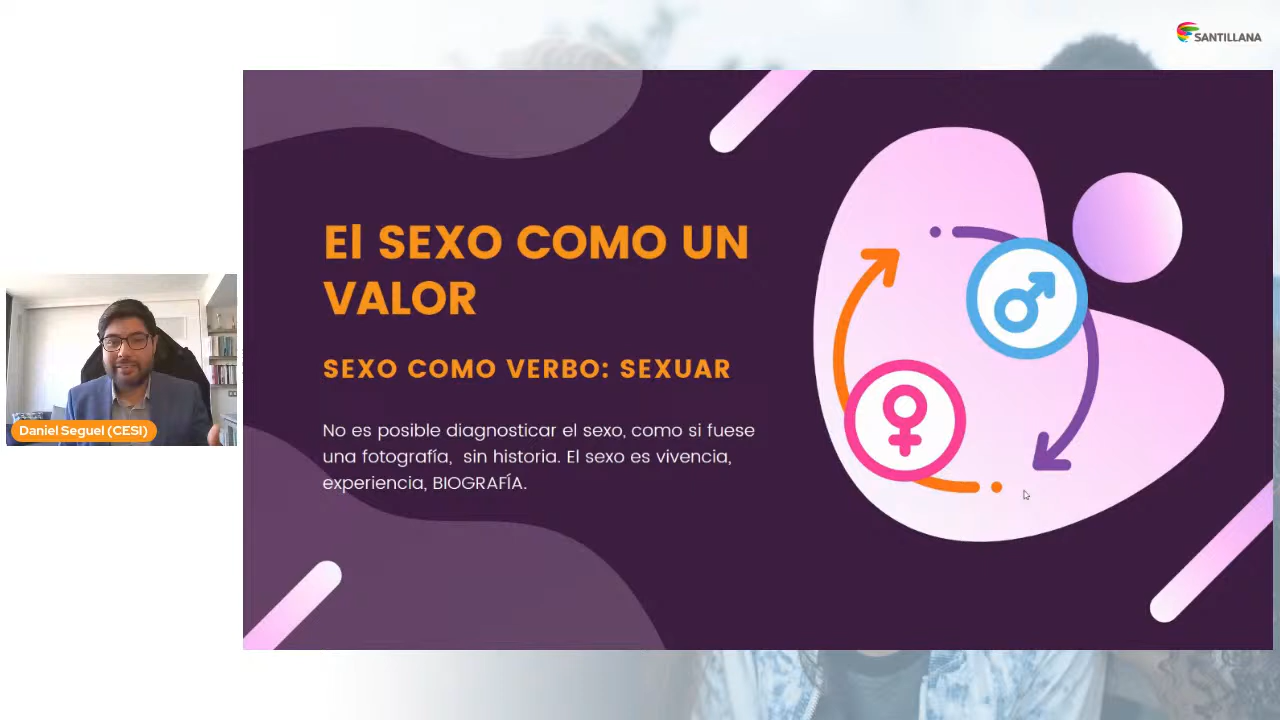 SANTILLANA
El SEXO COMO UN
VALOR
SEXO COMO VERBO: SEXUAR
No es posible diagnosticar el sexo, como si fuese
una fotografía,  sin historia. El sexo es vivencia,
experiencia, BIOGRAFÍA.
Daniel Seguel (CESI)